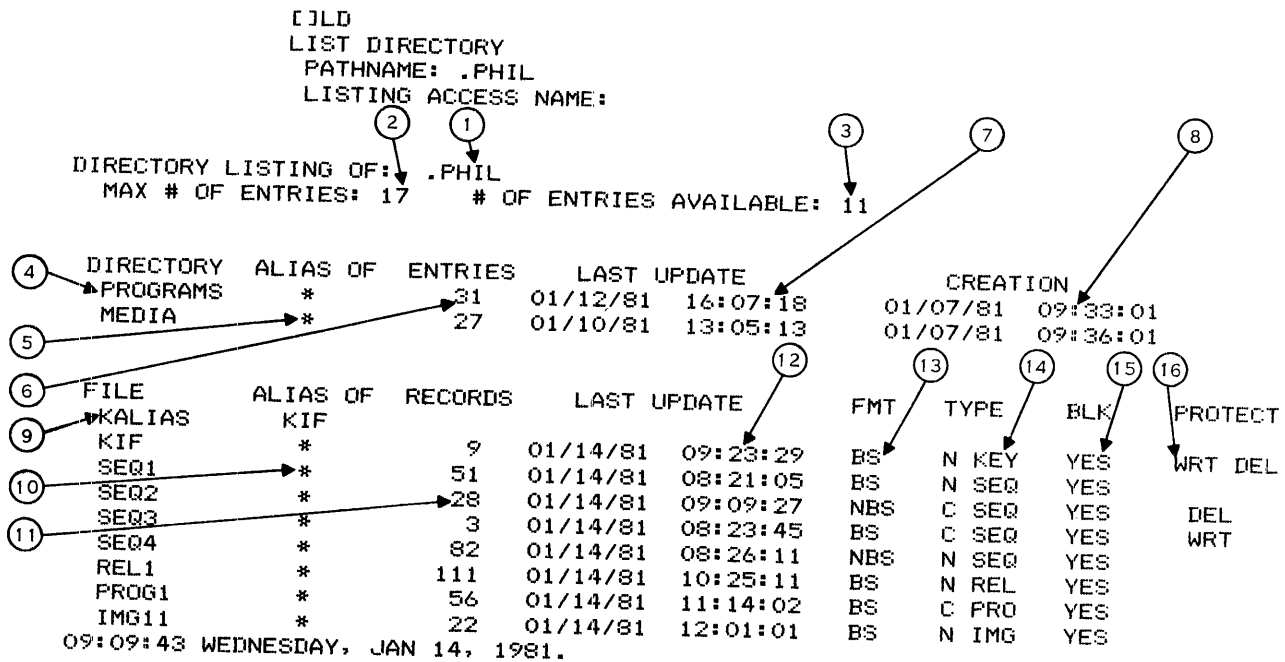 []LD
LIST DIRECTORY
PATHNAME: .PHIL
LISTING ACCESS NAME:
2 1 3 7 8
DIRECTORY LISTING OF: .PHIL
MAX # OF ENTRIES: 17 # OF ENTRIES AVAILABLE: 11
4 DIRECTORY ALIAS OF ENTRIES LAST UPDATE CREATION
PROGRAMS * 31 01/12/81 16:07:18 01/07/81 09:33:01
MEDIA * 27 01/10/81 13:05:13 01/07/81 09:36:01
5
6 12 13 14 15 16
FILE ALIAS OF RECORDS LAST UPDATE FMT TYPE BLK PROTECT
9 KALIAS KIF
KIF * 9 01/14/81 09:23:29 BS N KEY YES WRT DEL
10 SEQ1 * 51 01/14/81 08:21:05 BS N SEQ YES
SEQ2 * 28 01/14/81 09:09:27 NBS C SEQ YES DEL
11 SEQ3 * 3 01/14/81 08:23:45 BS C SEQ YES WRT
SEQ4 * 82 01/14/81 08:26:11 NBS N SEQ YES
REL1 * 111 01/14/81 10:25:11 BS N REL YES
PROG1 * 56 01/14/81 11:14:02 BS C PRO YES
IMG11 * 22 01/14/81 12:01:01 BS N IMG YES
09:09:43 WEDNESDAY, JAN 14, 1981.